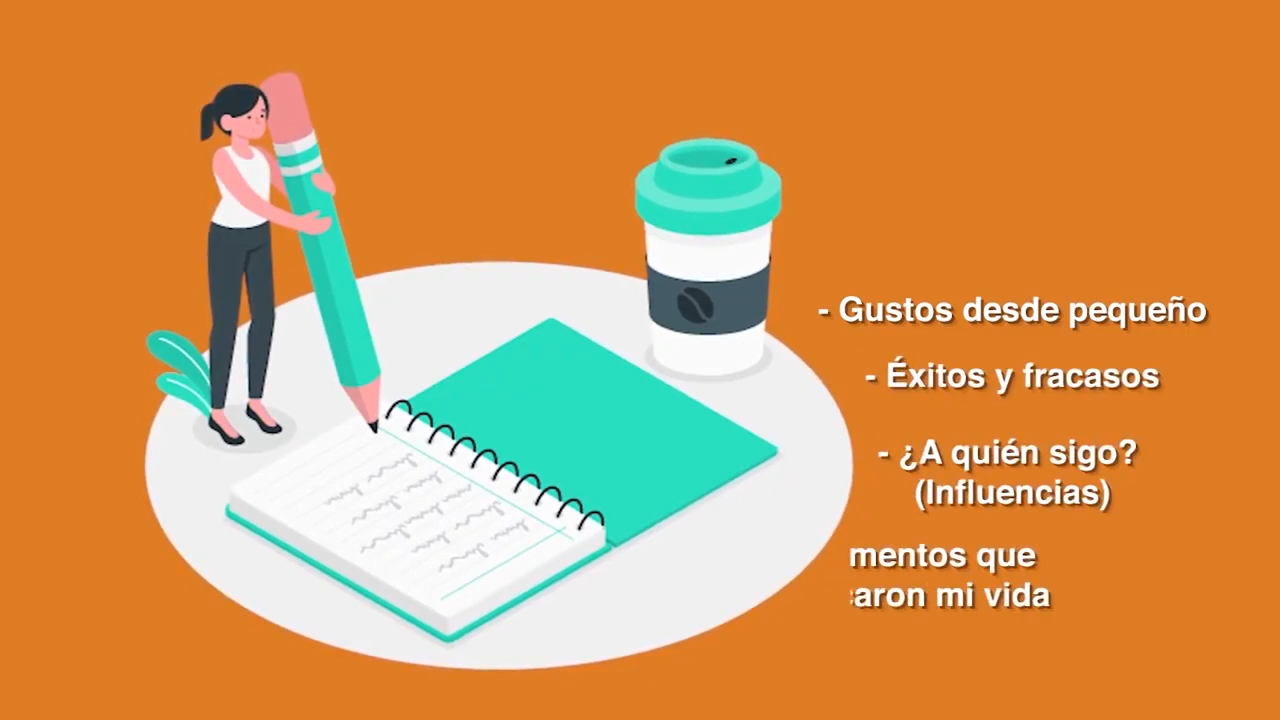 - Gustos desde pequeño
- Éxitos y fracasos
- ¿A quién sigo?
(Influencias)
mentos que
aron mi vida